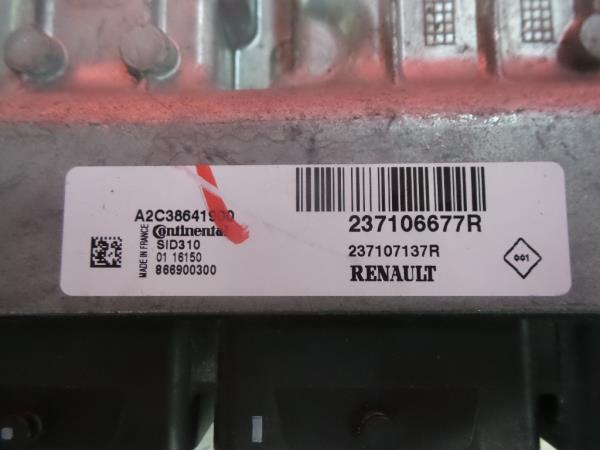 A2C38641900
Continental
SID310
01 16150
866900300
MADE IN FRANCE
237106677R
237107137R
RENAULT
001